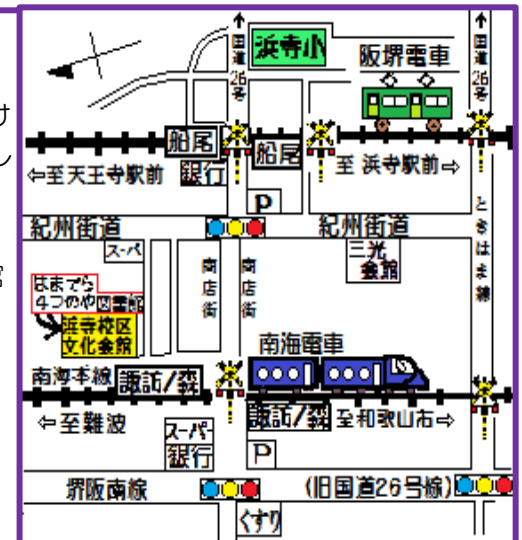 け
し
浜寺小
国道26号
国道26号
阪堺電車
船尾
船尾
⇦至天王寺駅前
銀行
至 浜寺駅前⇨
P
ときはま線
紀州街道
紀州街道
スーパ
三光
会館
商店街
商店街
はまでら
4つのや図書館
浜寺校区
文化会館
南海電車
南海本線
諏訪ノ森
諏訪ノ森
⇦至難波
至和歌山市⇨
スーパー
銀行
P
堺阪南線
(旧国道26号線)
くすり